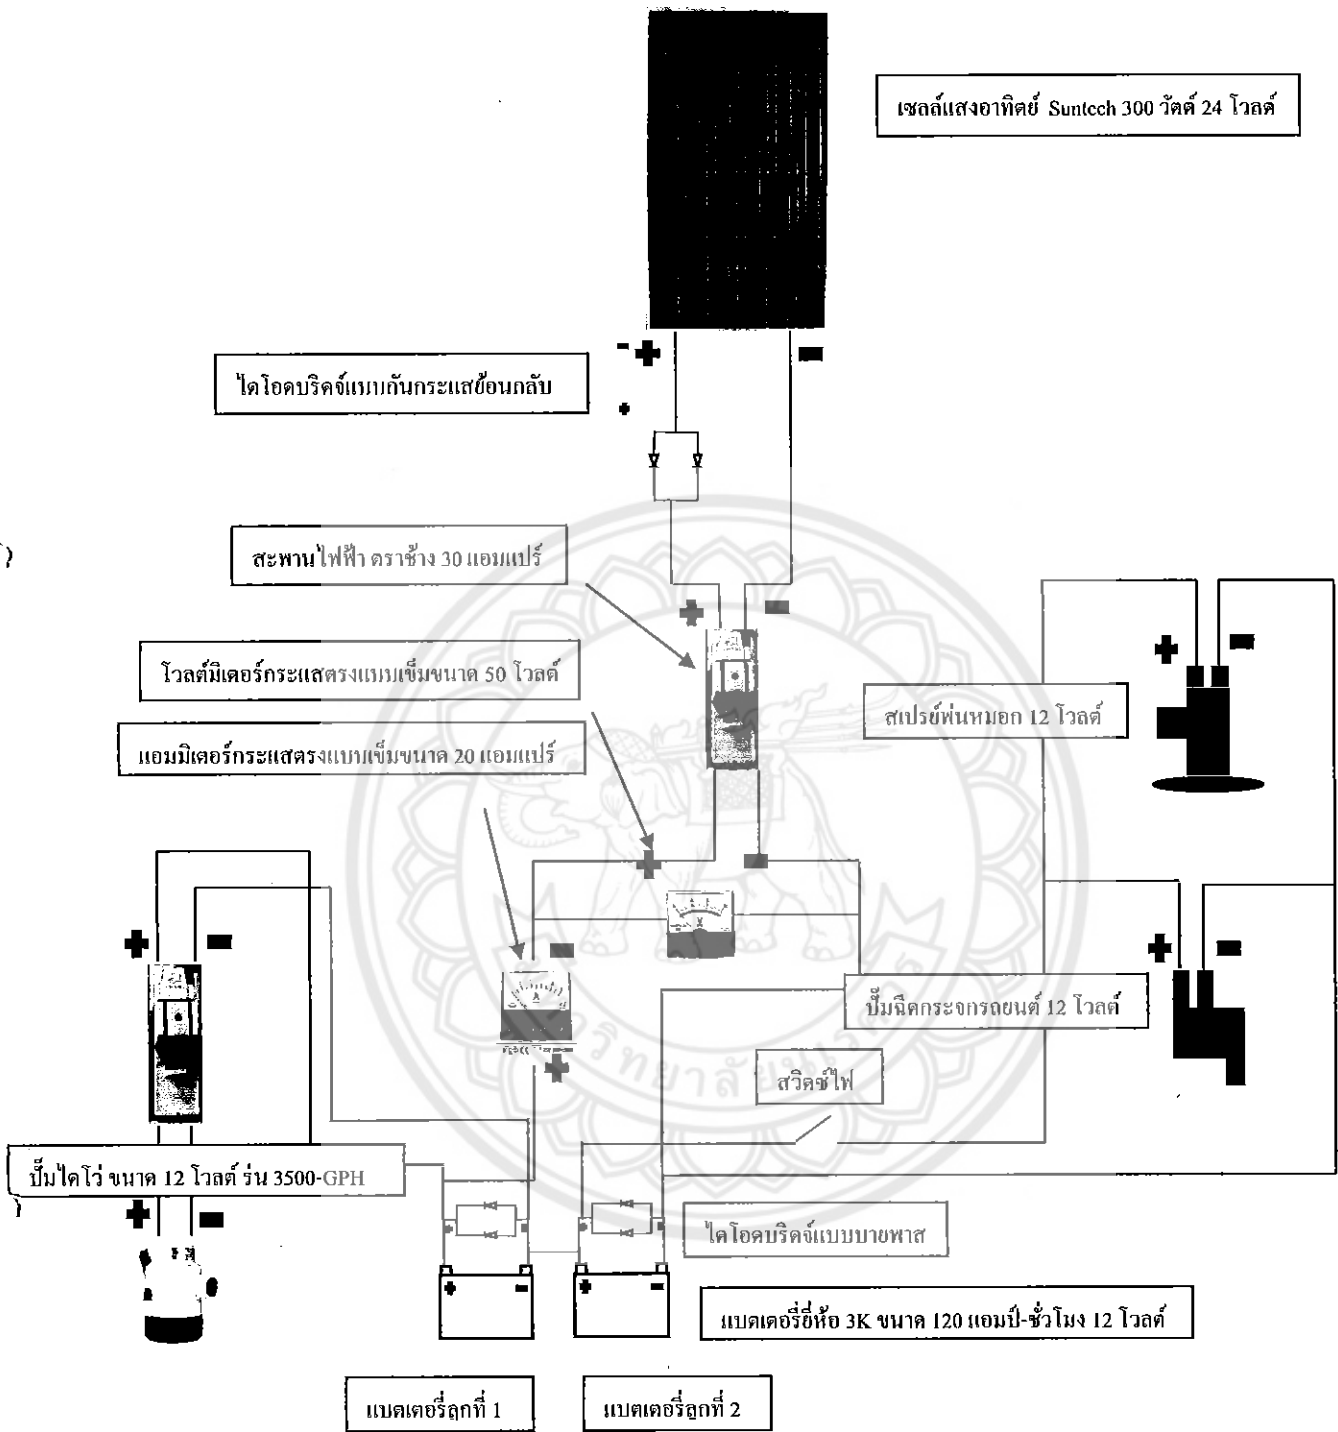 เซลล์แสงอาทิตย์ Suntech 300 วัตต์ 24 โวลต์
ไดโอดบริดจ์แบบกันกระแสย้อนกลับ
สะพานไฟฟ้า ตราช้าง 30 แอมแปร์
โวลต์มิเตอร์กระแสตรงแบบเข็มขนาด 50 โวลต์
สเปรย์พ่นหมอก 12 โวลต์
แอมมิเตอร์กระแสตรงแบบเข็มขนาด 20 แอมแปร์
ปั๊มฉีดกระจกรถยนต์ 12 โวลต์
สวิตช์ไฟ
ปั๊มไดโว่ ขนาด 12 โวลต์ รุ่น 3500-GPH
ไดโอดบริดจ์แบบบายพาส
แบตเตอรี่ยี่ห้อ 3K ขนาด 120 แอมป์-ชั่วโมง 12 โวลต์
แบตเตอรี่ลูกที่ 1
แบตเตอรี่ลูกที่ 2